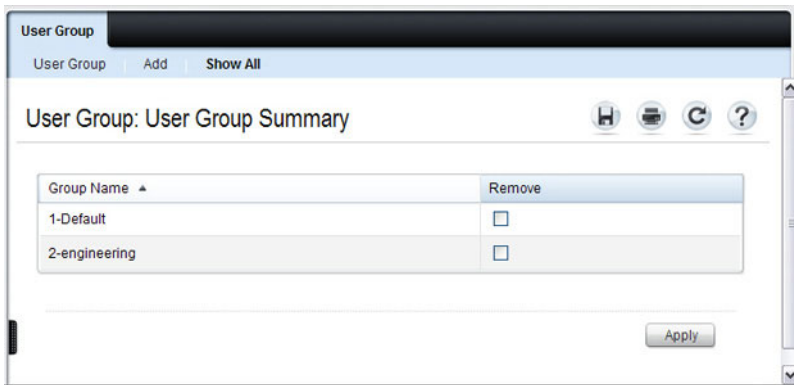 User Group
User Group Add Show All
User Group: User Group Summary
Group Name Remove
1-Default
2-engineering
Apply